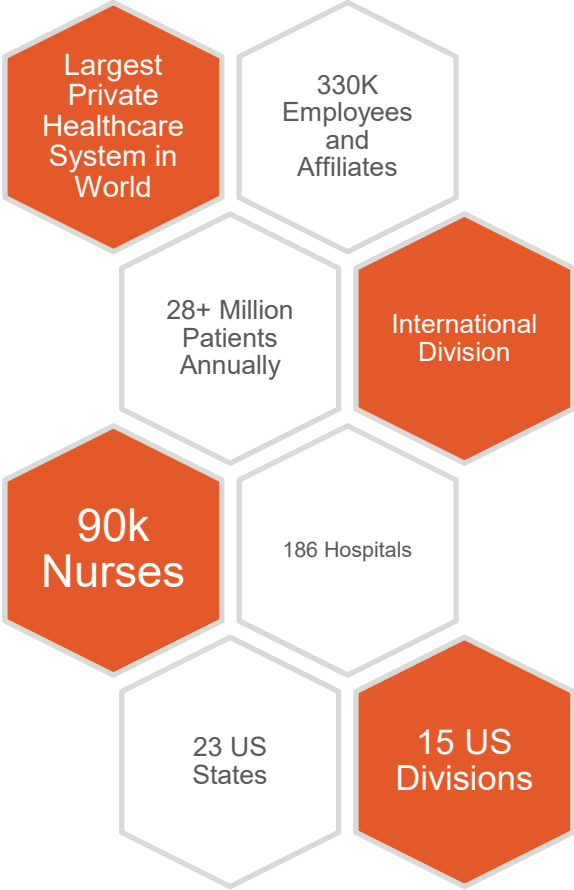 Largest
Private
Healthcare
System in
World
330K
Employees
and
Affiliates
28+ Million
Patients
Annually
International
Division
90k
Nurses
186 Hospitals
23 US
States
15 US
Divisions